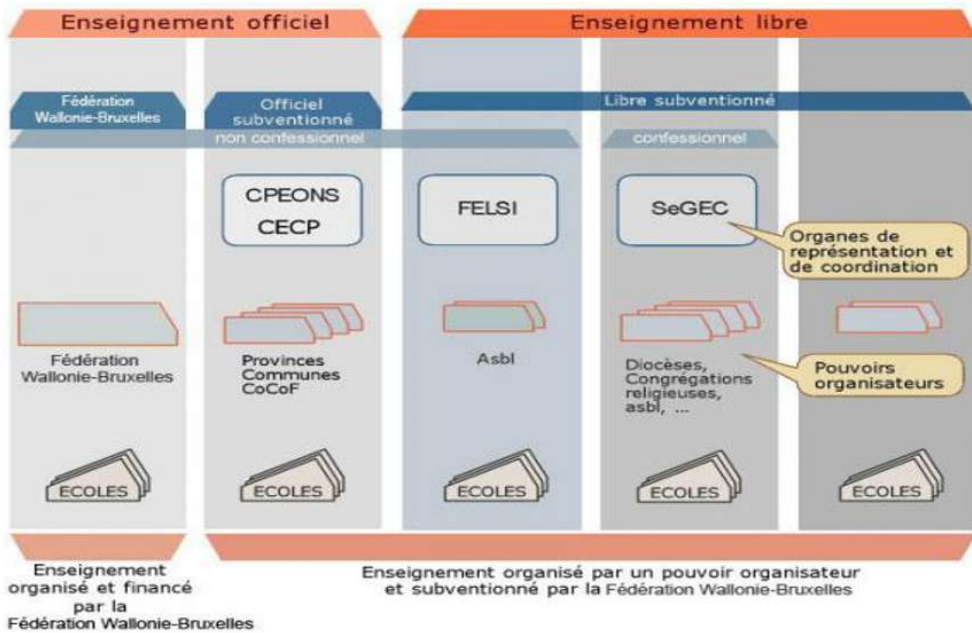 Enseignement officiel
Enseignement libre
Fédération
Wallonie-Bruxelles
Officiel
subventionné
Libre subventionné
non confessionnel
confessionnel
CPEONS
CECP
FELSI
SeGEC
Organes de
représentation et
de coordination
Fédération
Wallonie-Bruxelles
Provinces
Communes
CoCoF
Asbl
Diocèses,
Congrégations
religieuses,
asbl, ...
Pouvoirs
organisateurs
ECOLES
ECOLES
ECOLES
ECOLES
ECOLES
Enseignement
organisé et financé
par la
Fédération Wallonie-Bruxelles
Enseignement organisé par un pouvoir organisateur
et subventionné par la Fédération Wallonie-Bruxelles